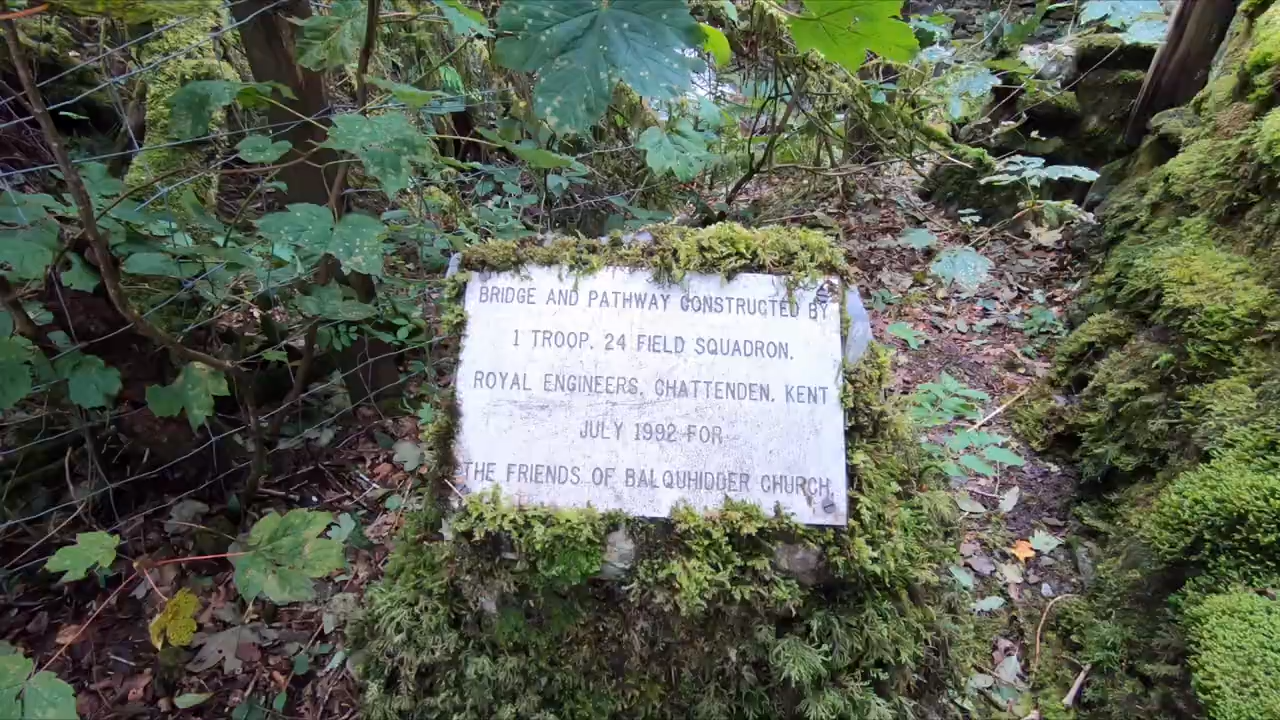 BRIDGE AND PATHWAY CONSTRUCTED BY
1 TROOP. 24 FIELD SQUADRON.
ROYAL ENGINEERS. CHATTENDEN. KENT
JULY 1992 FOR
THE FRIENDS OF BALQUHIDDER CHURCH